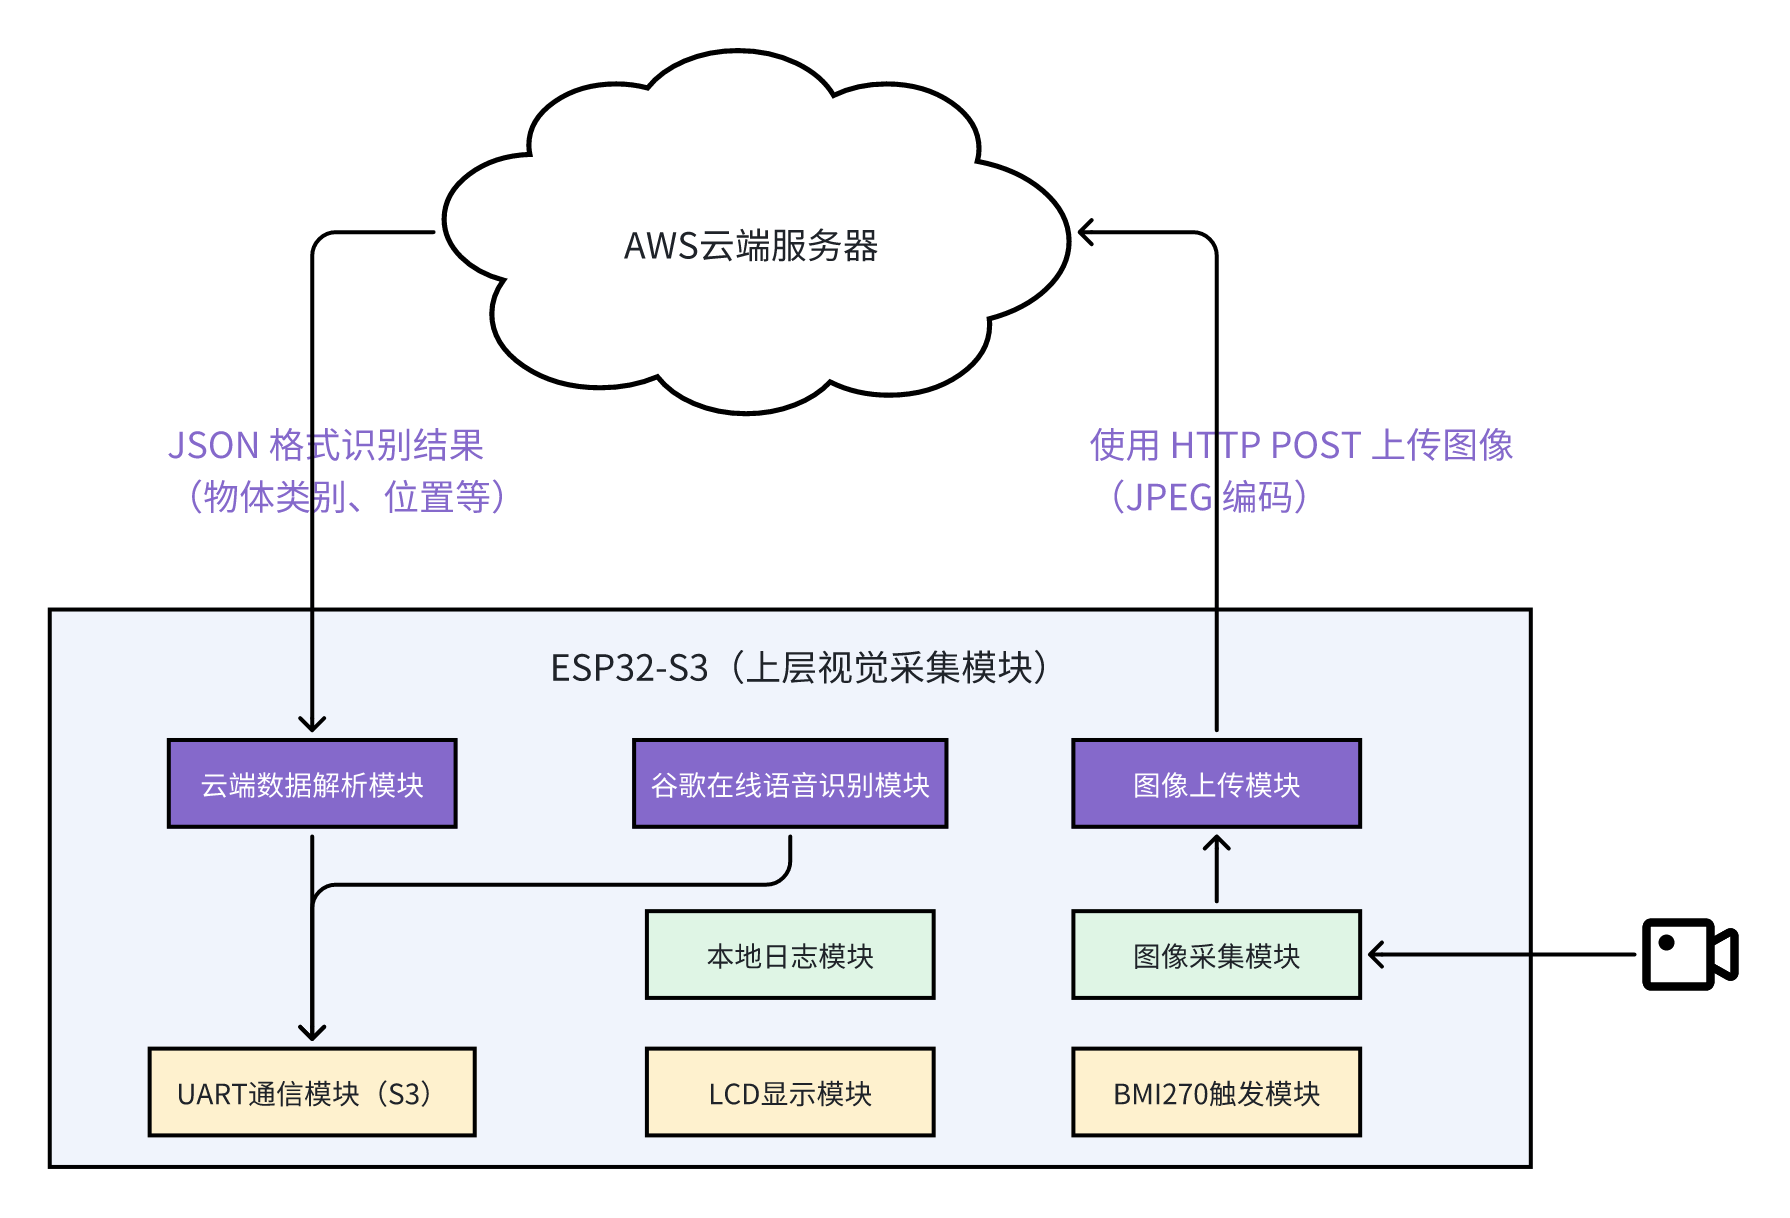 AWS云端服务器
JSON 格式识别结果
（物体类别、位置等）
使用 HTTP POST 上传图像
（JPEG 编码）
ESP32-S3（上层视觉采集模块）
云端数据解析模块
谷歌在线语音识别模块
图像上传模块
本地日志模块
图像采集模块
UART通信模块（S3）
LCD显示模块
BMI270触发模块